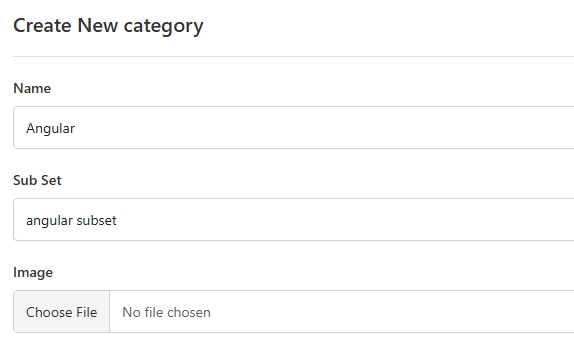 Create New category
Name
Angular
Sub Set
angular subset
Image
Choose File No file chosen